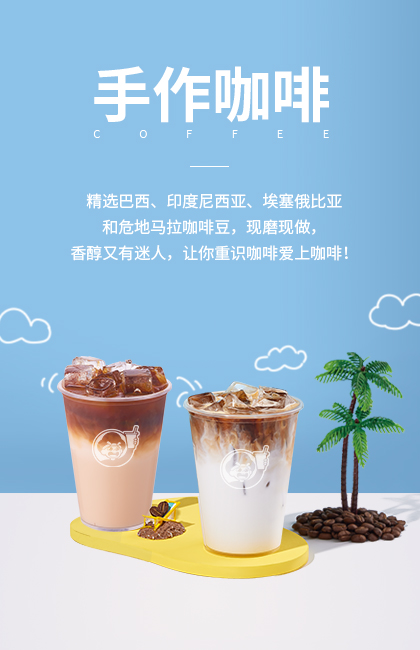 手作咖啡
COFFEE
精选巴西、印度尼西亚、埃塞俄比亚
和危地马拉咖啡豆，现磨现做，
香醇又有迷人，让你重识咖啡爱上咖啡！